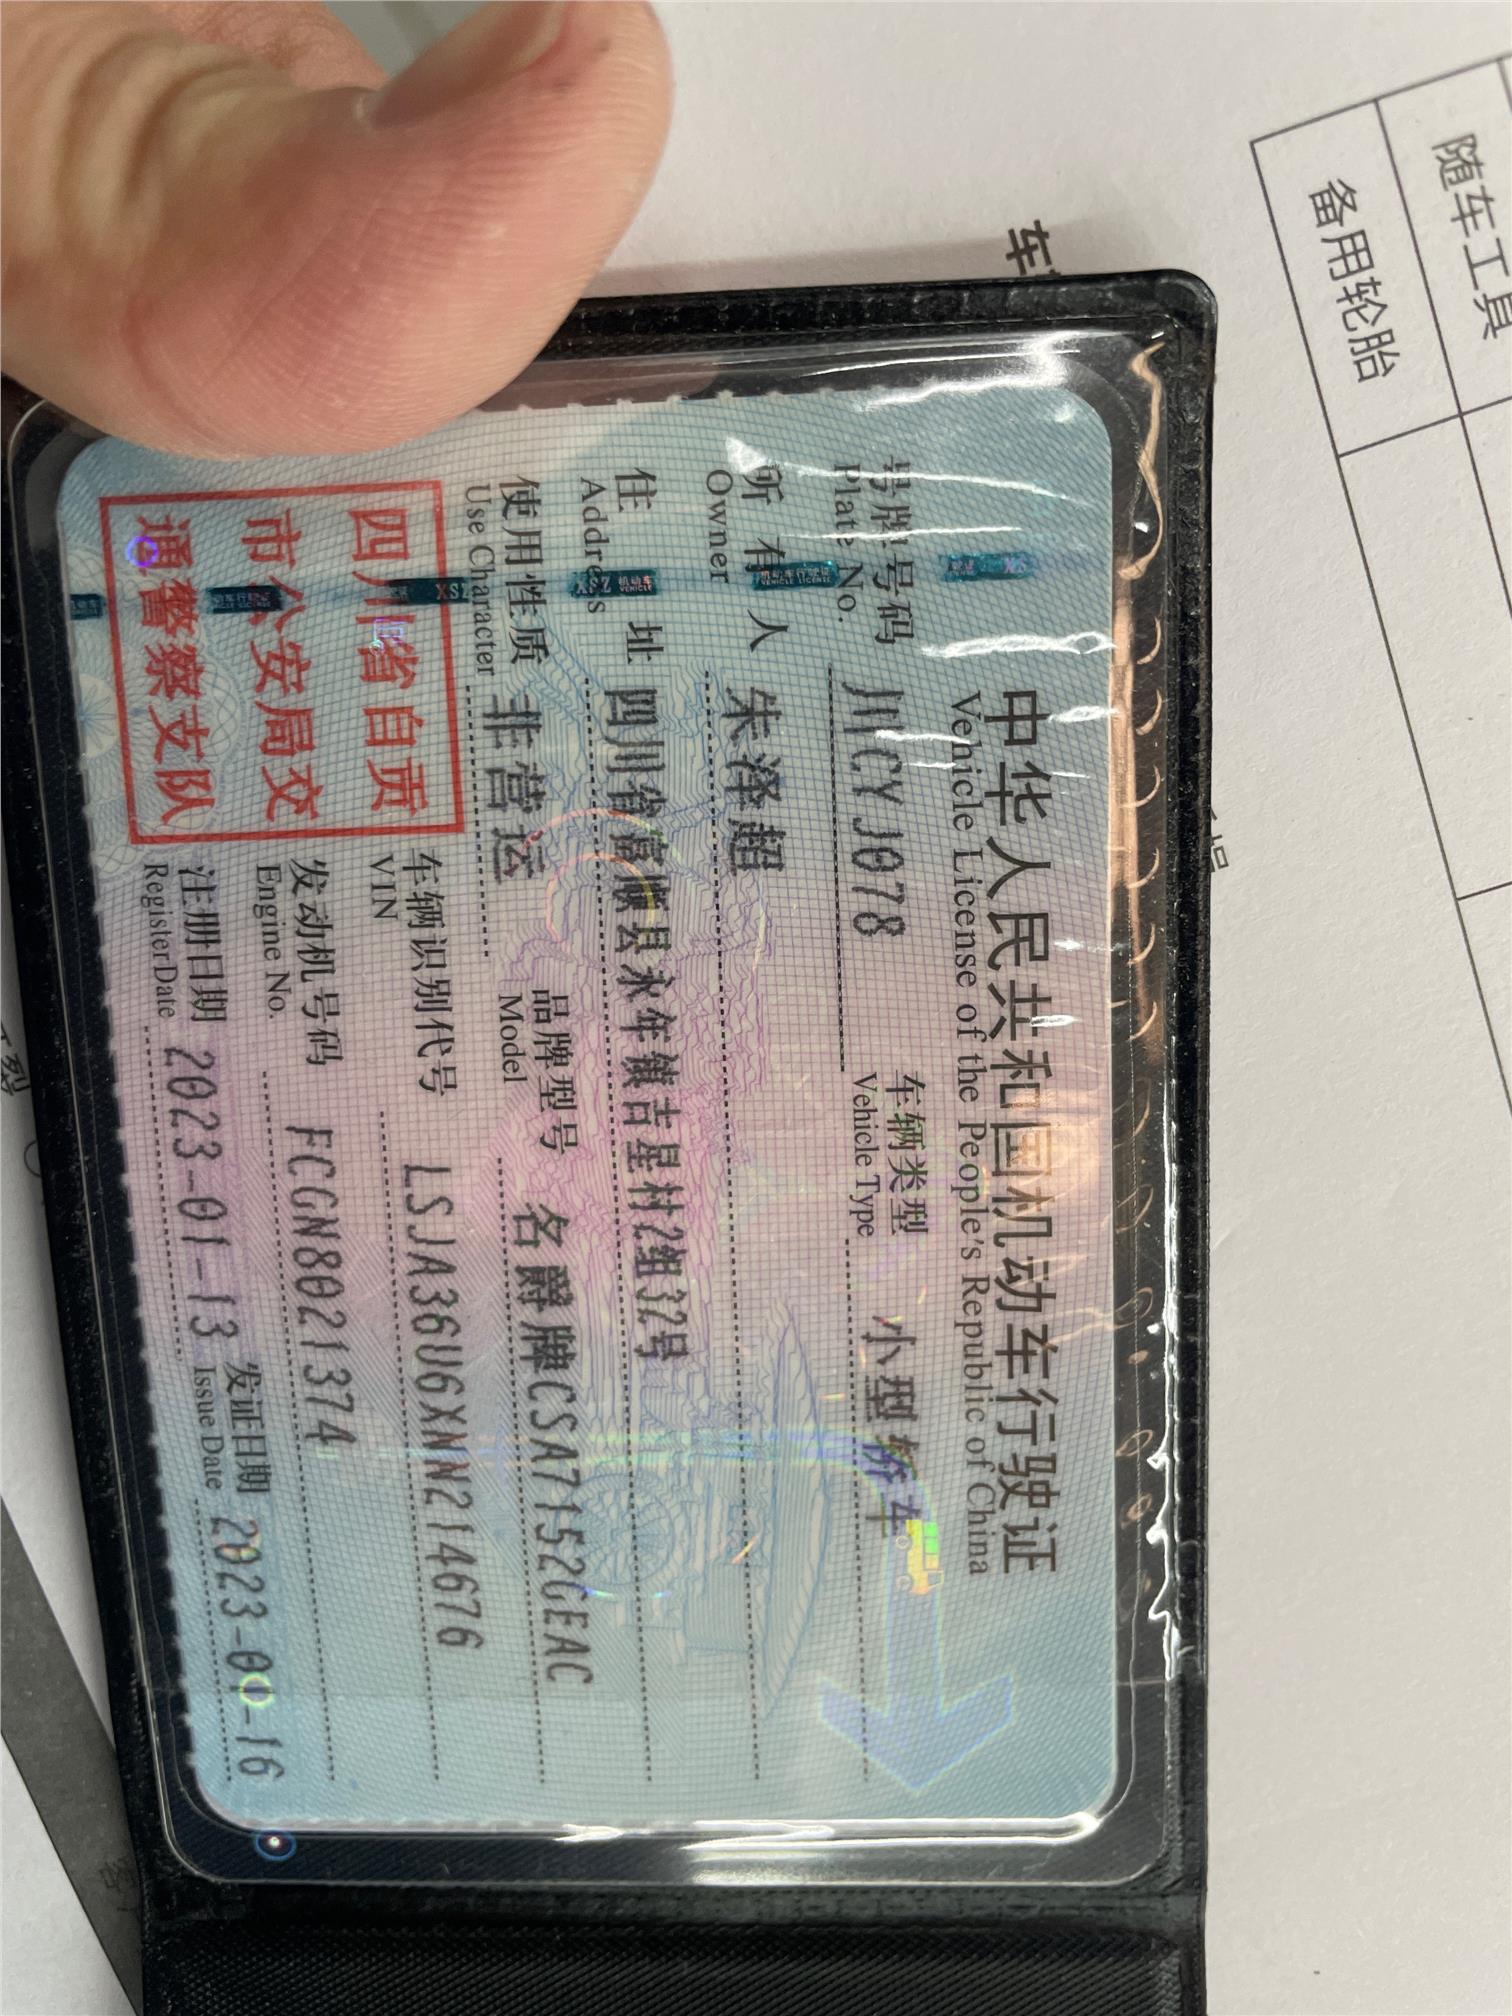 中华人民共和国机动车行驶证
Vehicle License of the People's Republic of China
号牌号码 川CYJ078 车辆类型 小型轿车
Plate No. Vehicle Type
所有人 朱泽超
Owner
住址 四川省富顺县永年镇吉星村2组32号
Address
使用性质 非营运 品牌型号 名爵牌CSA7152GEAC
Use Character Model
四川省自贡
市公安局交
通警察支队
车辆识别代号 LSJA36U6XNN214676
VIN
发动机号码 FCGN8021374
Engine No.
注册日期 2023-01-13 发证日期 2023-01-16
Register Date Issue Date
随车工具
备用轮胎
车